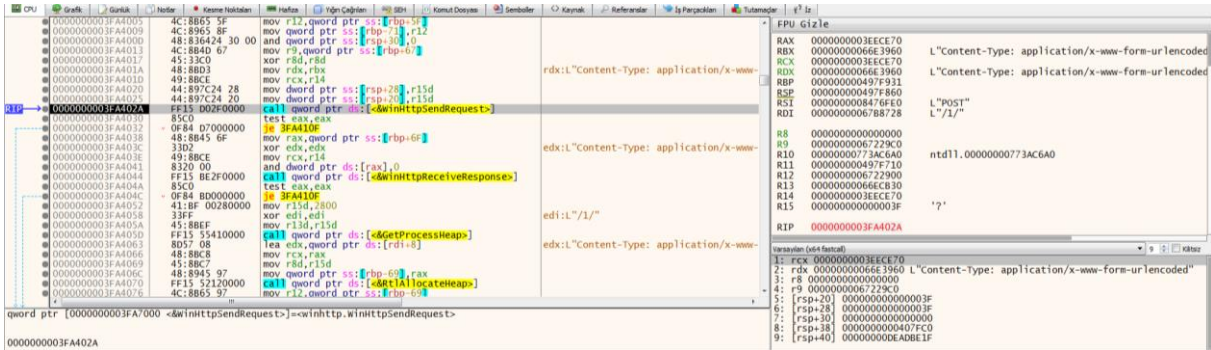 CPU Grafik Günlük Notlar Kesme Noktaları Hafıza Yığın Çağrıları SEH Komut Dosyası Semboller Kaynak Referanslar İş Parçacıkları Tutamaçlar İz
0000000003FA4005 4C:8B65 5F mov r12,qword ptr ss:[rbp+5F]
0000000003FA4009 4C:8965 8F mov qword ptr ss:[rbp-71],r12
0000000003FA400D 48:836424 30 00 and qword ptr ss:[rsp+30],0
0000000003FA4013 4C:8B4D 67 mov r9,qword ptr ss:[rbp+67]
0000000003FA4017 45:33C0 xor r8d,r8d
0000000003FA401A 48:8BD3 mov rdx,rbx rdx:L"Content-Type: application/x-www-
0000000003FA401D 49:8BCE mov rcx,r14
0000000003FA4020 44:897C24 28 mov dword ptr ss:[rsp+28],r15d
0000000003FA4025 44:897C24 20 mov dword ptr ss:[rsp+20],r15d
RIP 0000000003FA402A FF15 D02F0000 call qword ptr ds:[<&WinHttpSendRequest>]
0000000003FA4030 85C0 test eax,eax
0000000003FA4032 0F84 D7000000 je 3FA410F
0000000003FA4038 48:8B45 6F mov rax,qword ptr ss:[rbp+6F]
0000000003FA403C 33D2 xor edx,edx edx:L"Content-Type: application/x-www-
0000000003FA403E 49:8BCE mov rcx,r14
0000000003FA4041 8320 00 and dword ptr ds:[rax],0
0000000003FA4044 FF15 BE2F0000 call qword ptr ds:[<&WinHttpReceiveResponse>]
0000000003FA404A 85C0 test eax,eax
0000000003FA404C 0F84 BD000000 je 3FA410F
0000000003FA4052 41:BF 00280000 mov r15d,2800
0000000003FA4058 33FF xor edi,edi edi:L"/1/"
0000000003FA405A 45:8BEF mov r13d,r15d
0000000003FA405D FF15 55410000 call qword ptr ds:[<&GetProcessHeap>]
0000000003FA4063 8D57 08 lea edx,qword ptr ds:[rdi+8] edx:L"Content-Type: application/x-www-
0000000003FA4066 48:8BC8 mov rcx,rax
0000000003FA4069 45:8BC7 mov r8d,r15d
0000000003FA406C 48:8945 97 mov qword ptr ss:[rbp-69],rax
0000000003FA4070 FF15 52120000 call qword ptr ds:[<&RtlAllocateHeap>]
0000000003FA4076 4C:8B65 97 mov r12,qword ptr ss:[rbp-69]
qword ptr [0000000003FA7000 <&WinHttpSendRequest>]=<winhttp.WinHttpSendRequest>
0000000003FA402A
FPU Gizle
RAX 0000000003EECE70
RBX 00000000066E3960 L"Content-Type: application/x-www-form-urlencoded
RCX 0000000003EECE70
RDX 00000000066E3960 L"Content-Type: application/x-www-form-urlencoded
RBP 000000000497F931
RSP 000000000497F860
RSI 0000000008476FE0 L"POST"
RDI 00000000067B8728 L"/1/"
R8 0000000000000000
R9 00000000067229C0
R10 00000000773AC6A0 ntdll.00000000773AC6A0
R11 000000000497F710
R12 0000000006722900
R13 00000000066ECB30
R14 0000000003EECE70
R15 000000000000003F '?'
RIP 0000000003FA402A
Varsayılan (x64 fastcall) 9 Kilitsiz
1: rcx 0000000003EECE70
2: rdx 00000000066E3960 L"Content-Type: application/x-www-form-urlencoded"
3: r8 0000000000000000
4: r9 00000000067229C0
5: [rsp+20] 000000000000003F
6: [rsp+28] 000000000000003F
7: [rsp+30] 0000000000000000
8: [rsp+38] 0000000000407FC0
9: [rsp+40] 00000000DEADBE1F